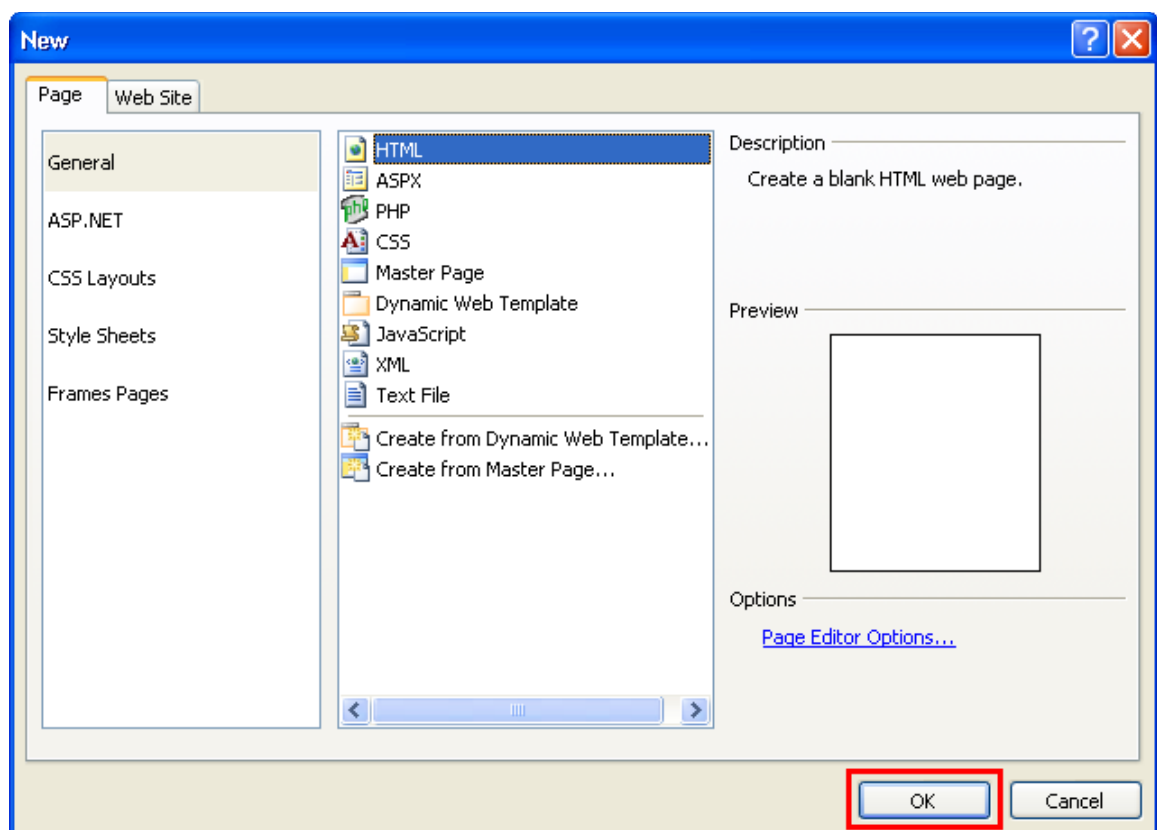 New
Page
Web Site
General
ASP.NET
CSS Layouts
Style Sheets
Frames Pages
HTML
ASPX
PHP
CSS
Master Page
Dynamic Web Template
JavaScript
XML
Text File
Create from Dynamic Web Template...
Create from Master Page...
Description
Create a blank HTML web page.
Preview
Options
Page Editor Options...
OK
Cancel